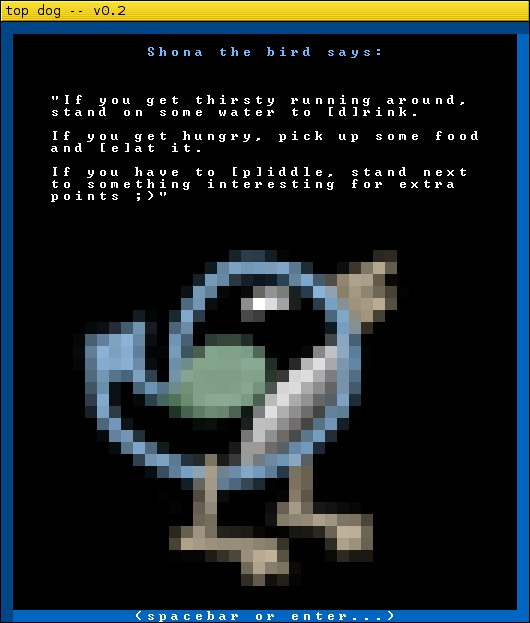 top dog -- v0.2
Shona the bird says:
"If you get thirsty running around,
stand on some water to [d]rink.
If you get hungry, pick up some food
and [e]at it.
If you have to [p]iddle, stand next
to something interesting for extra
points ;)"
(spacebar or enter...)